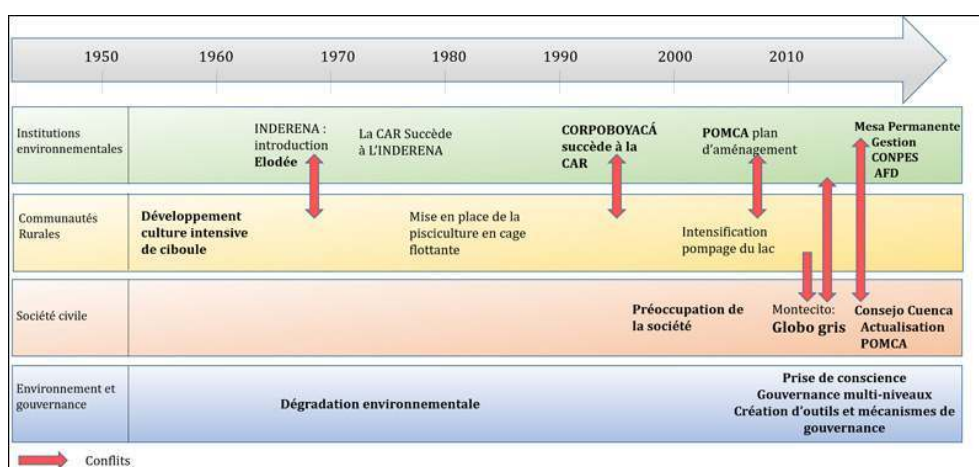 1950 1960 1970 1980 1990 2000 2010
Institutions
environnementales
INDERENA :
introduction
Elodée
La CAR Succède
à L'INDERENA
CORPOBOYACÁ
succède à la
CAR
POMCA plan
d'aménagement
Mesa Permanente
Gestion
CONPES
AFD
Communautés
Rurales
Développement
culture intensive
de ciboule
Mise en place de la
pisciculture en cage
flottante
Intensification
pompage du lac
Société civile
Préoccupation de
la société
Montecito:
Globo gris
Consejo Cuenca
Actualisation
POMCA
Environnement et
gouvernance
Dégradation environnementale
Prise de conscience
Gouvernance multi-niveaux
Création d'outils et mécanismes de
gouvernance
Conflits